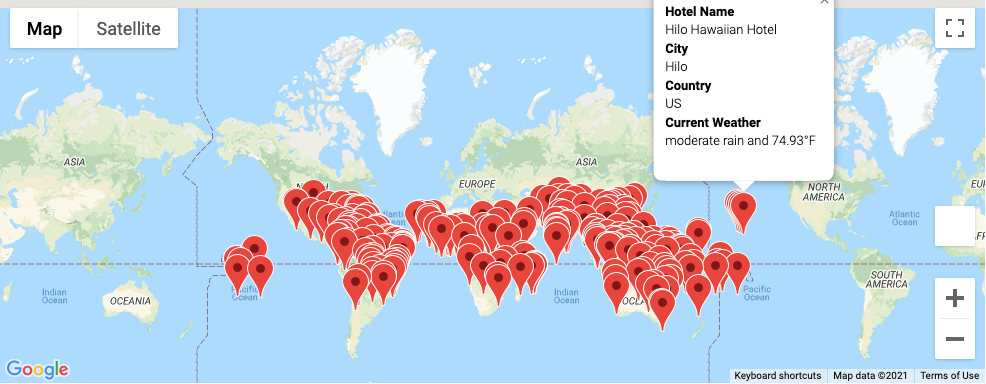 Map
Satellite
Hotel Name
Hilo Hawaiian Hotel
City
Hilo
Country
US
Current Weather
moderate rain and 74.93°F
ASIA
EUROPE
ASIA
NORTH
AMERICA
Atlantic
Ocean
Indian
Ocean
OCEANIA
Pacific
Ocean
Indian
Ocean
Pacific
Ocean
SOUTH
AMERICA
Google
Keyboard shortcuts
Map data ©2021
Terms of Use